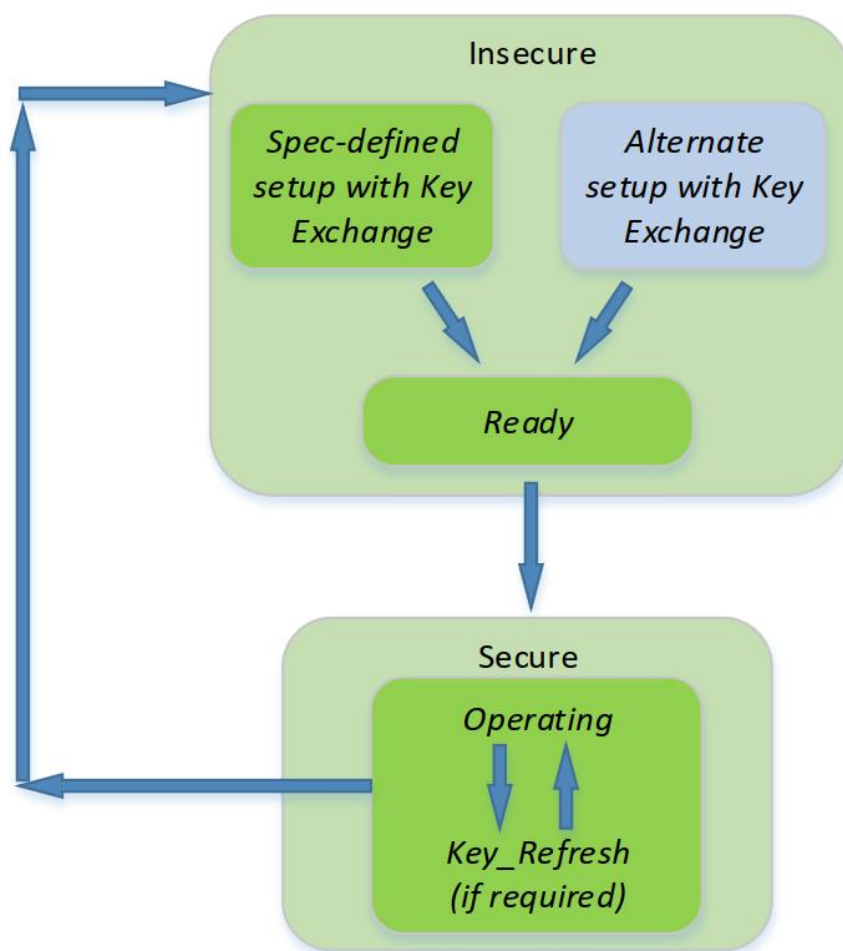 Insecure
Spec-defined
setup with Key
Exchange
Alternate
setup with Key
Exchange
Ready
Secure
Operating
Key_Refresh
(if required)